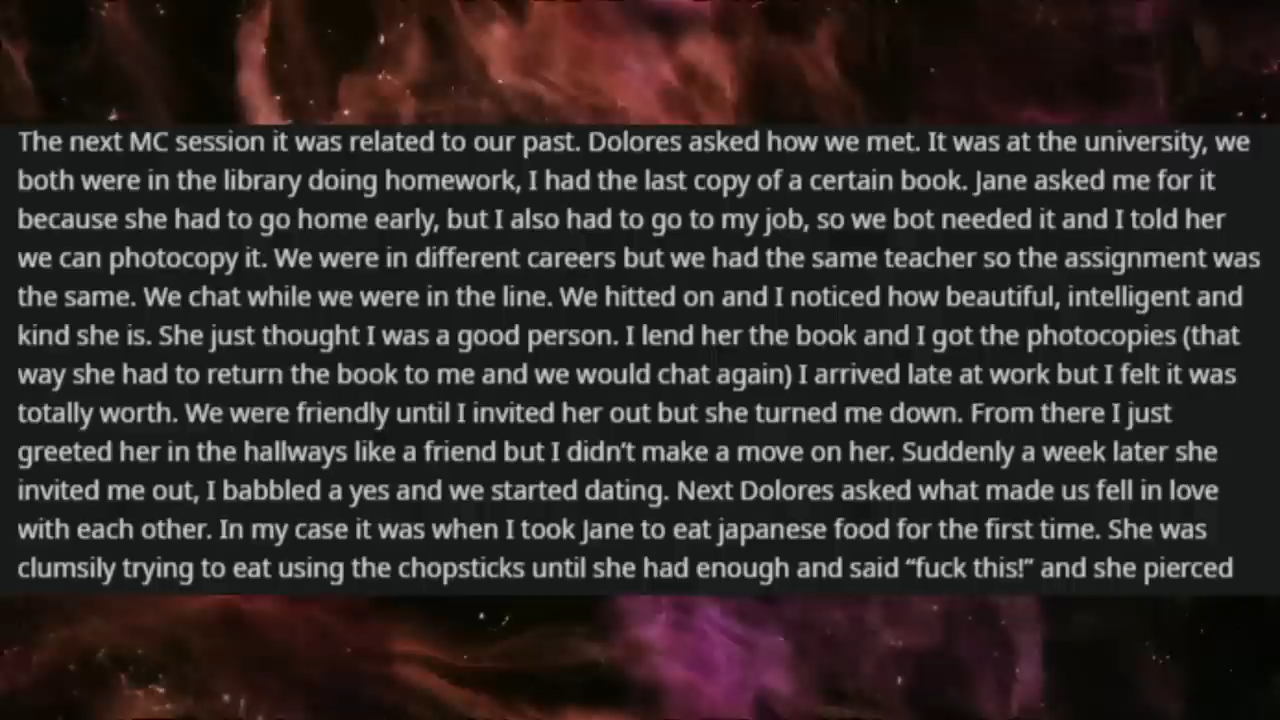 The next MC session it was related to our past. Dolores asked how we met. It was at the university, we
both were in the library doing homework, I had the last copy of a certain book. Jane asked me for it
because she had to go home early, but I also had to go to my job, so we bot needed it and I told her
we can photocopy it. We were in different careers but we had the same teacher so the assignment was
the same. We chat while we were in the line. We hitted on and I noticed how beautiful, intelligent and
kind she is. She just thought I was a good person. I lend her the book and I got the photocopies (that
way she had to return the book to me and we would chat again) I arrived late at work but I felt it was
totally worth. We were friendly until I invited her out but she turned me down. From there I just
greeted her in the hallways like a friend but I didn’t make a move on her. Suddenly a week later she
invited me out, I babbled a yes and we started dating. Next Dolores asked what made us fell in love
with each other. In my case it was when I took Jane to eat japanese food for the first time. She was
clumsily trying to eat using the chopsticks until she had enough and said “fuck this!” and she pierced